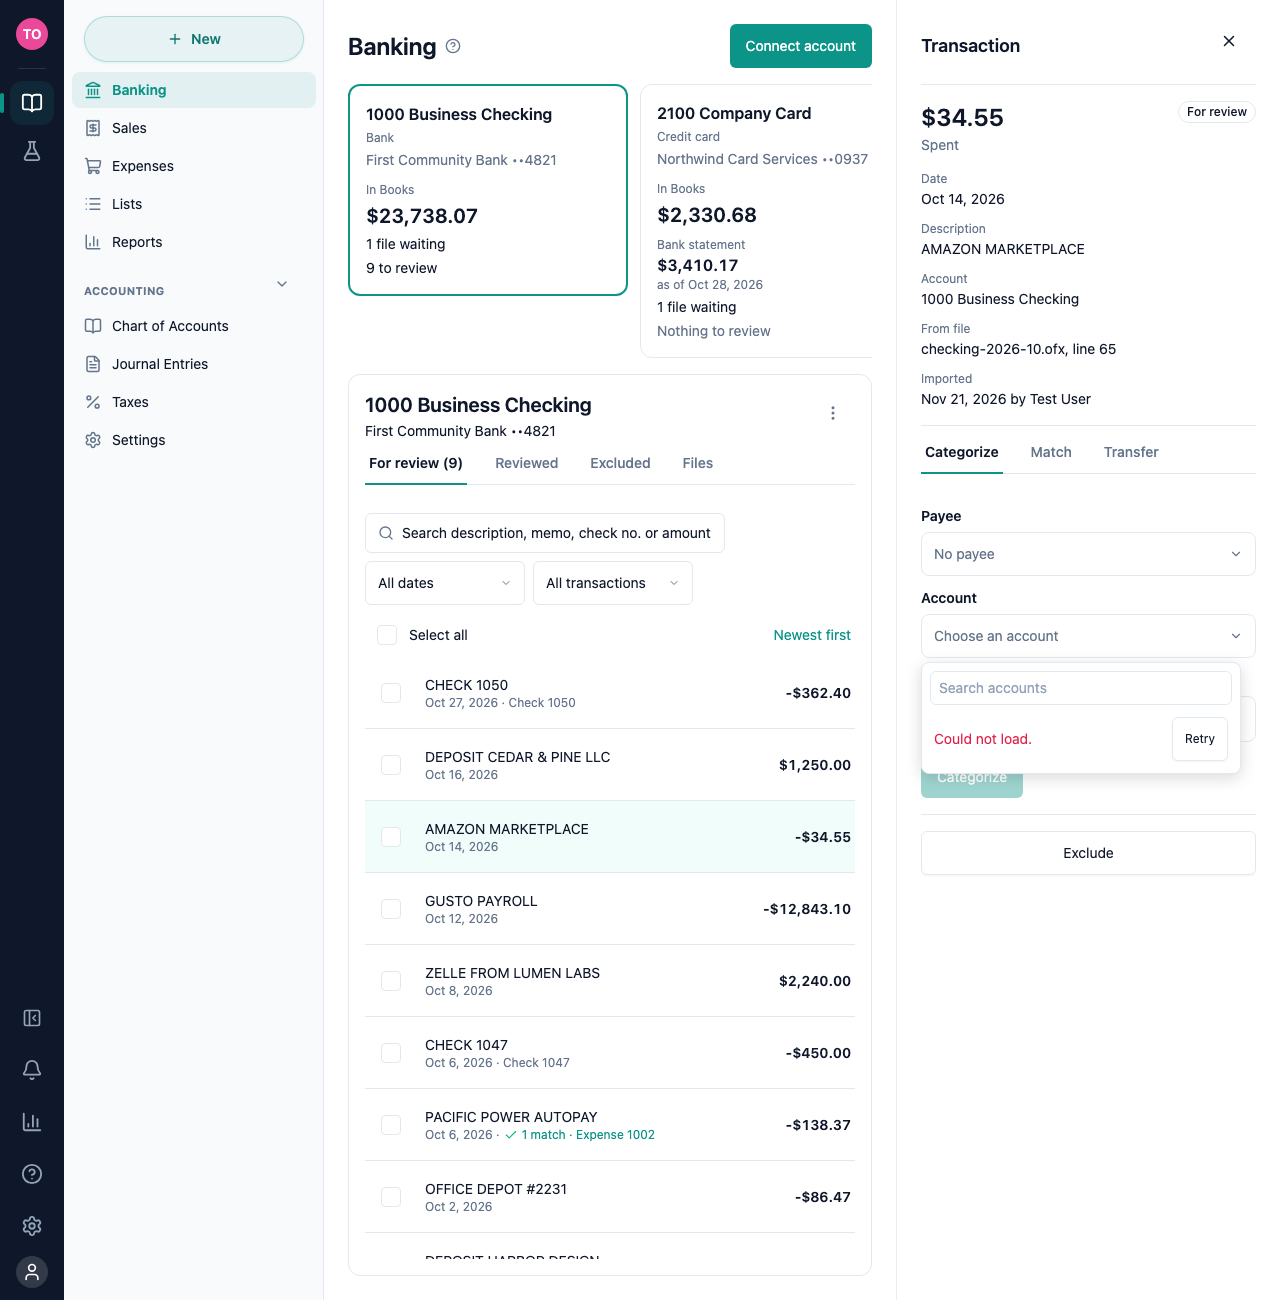 TO
New
Banking
Sales
Expenses
Lists
Reports
ACCOUNTING
Chart of Accounts
Journal Entries
Taxes
Settings
Banking
Connect account
1000 Business Checking
Bank
First Community Bank ••4821
In Books
$23,738.07
1 file waiting
9 to review
2100 Company Card
Credit card
Northwind Card Services ••0937
In Books
$2,330.68
Bank statement
$3,410.17
as of Oct 28, 2026
1 file waiting
Nothing to review
1000 Business Checking
First Community Bank ••4821
For review (9)
Reviewed
Excluded
Files
Search description, memo, check no. or amount
All dates
All transactions
Select all
Newest first
CHECK 1050
-$362.40
Oct 27, 2026 · Check 1050
DEPOSIT CEDAR & PINE LLC
$1,250.00
Oct 16, 2026
AMAZON MARKETPLACE
-$34.55
Oct 14, 2026
GUSTO PAYROLL
-$12,843.10
Oct 12, 2026
ZELLE FROM LUMEN LABS
$2,240.00
Oct 8, 2026
CHECK 1047
-$450.00
Oct 6, 2026 · Check 1047
PACIFIC POWER AUTOPAY
-$138.37
Oct 6, 2026 · 1 match · Expense 1002
OFFICE DEPOT #2231
-$86.47
Oct 2, 2026
DEPOSIT HARBOR DESIGN
Transaction
$34.55
For review
Spent
Date
Oct 14, 2026
Description
AMAZON MARKETPLACE
Account
1000 Business Checking
From file
checking-2026-10.ofx, line 65
Imported
Nov 21, 2026 by Test User
Categorize
Match
Transfer
Payee
No payee
Account
Choose an account
Search accounts
Could not load.
Retry
Categorize
Exclude